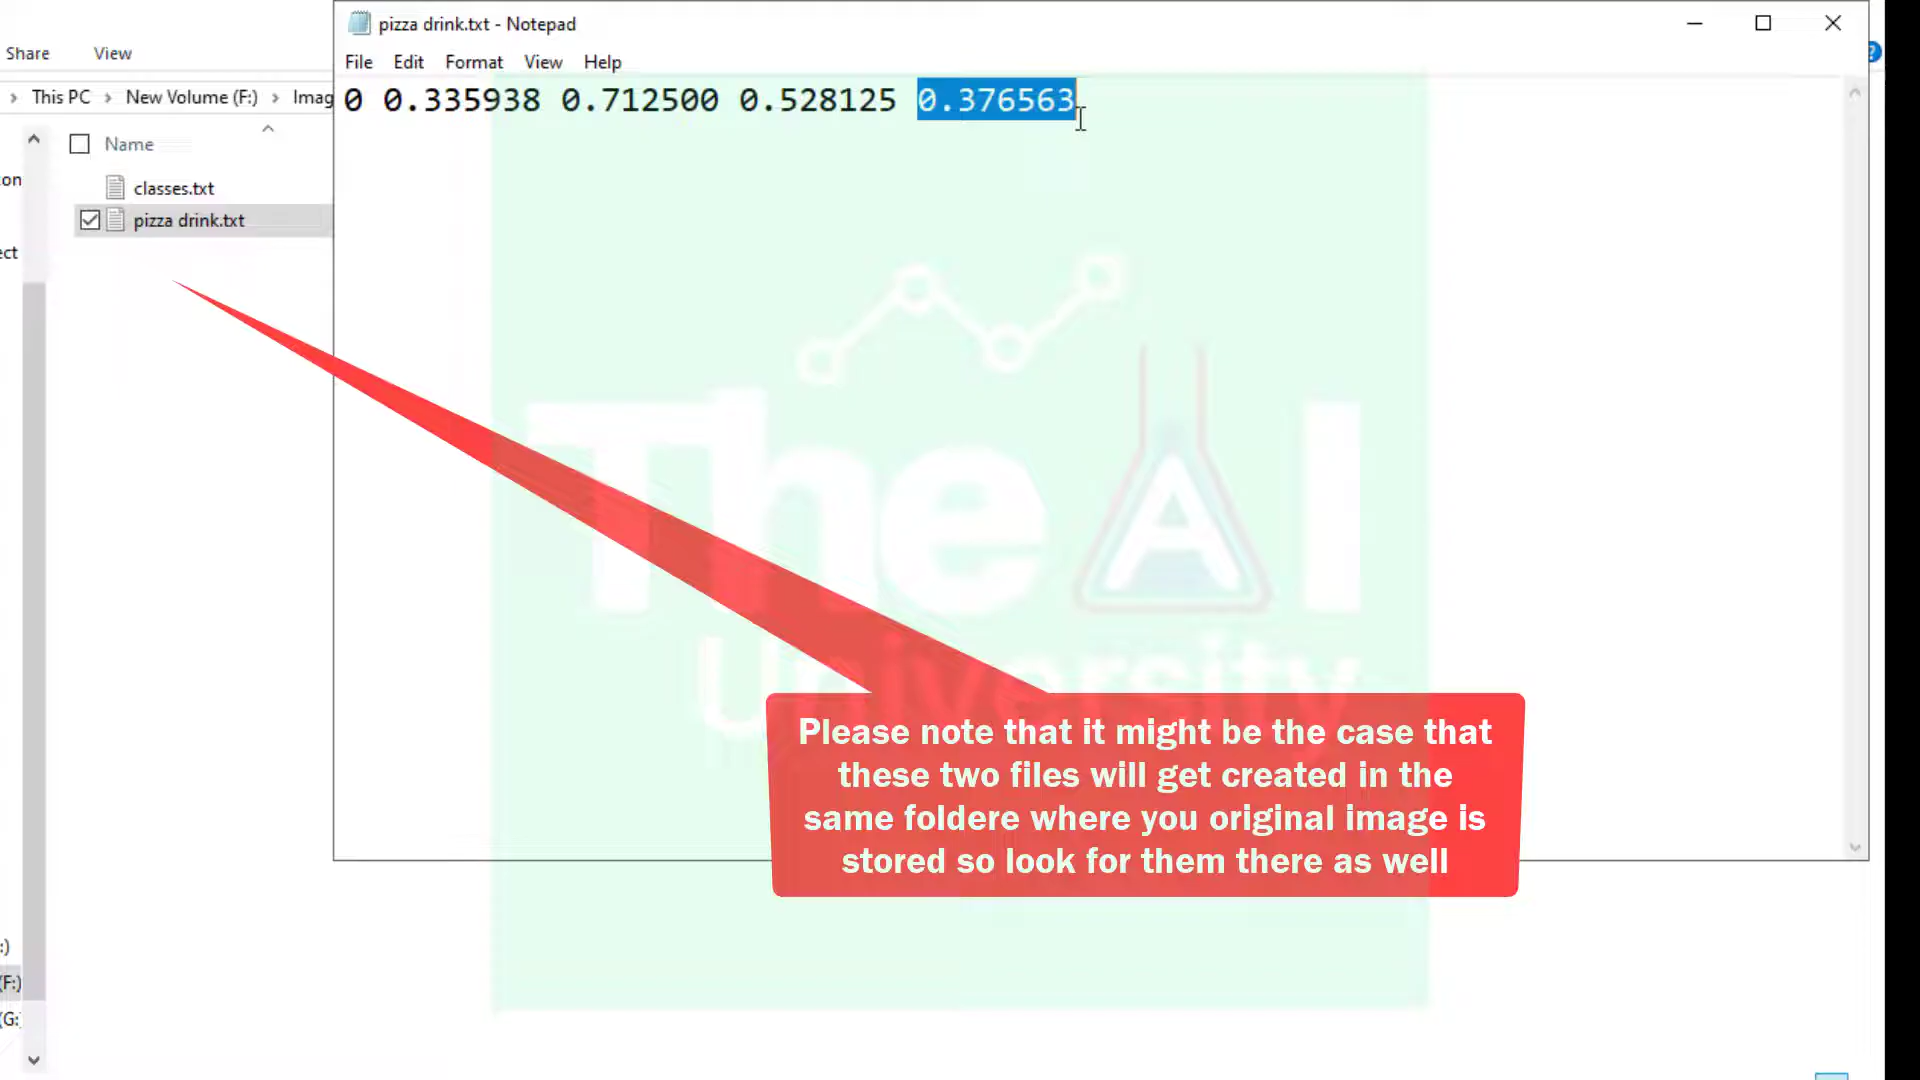 pizza drink.txt - Notepad
File Edit Format View Help
Share View
This PC > New Volume (F:) > Imag
0 0.335938 0.712500 0.528125 0.376563
Name
classes.txt
pizza drink.txt
The AI
University
Please note that it might be the case that
these two files will get created in the
same foldere where you original image is
stored so look for them there as well
(F:)
(G: